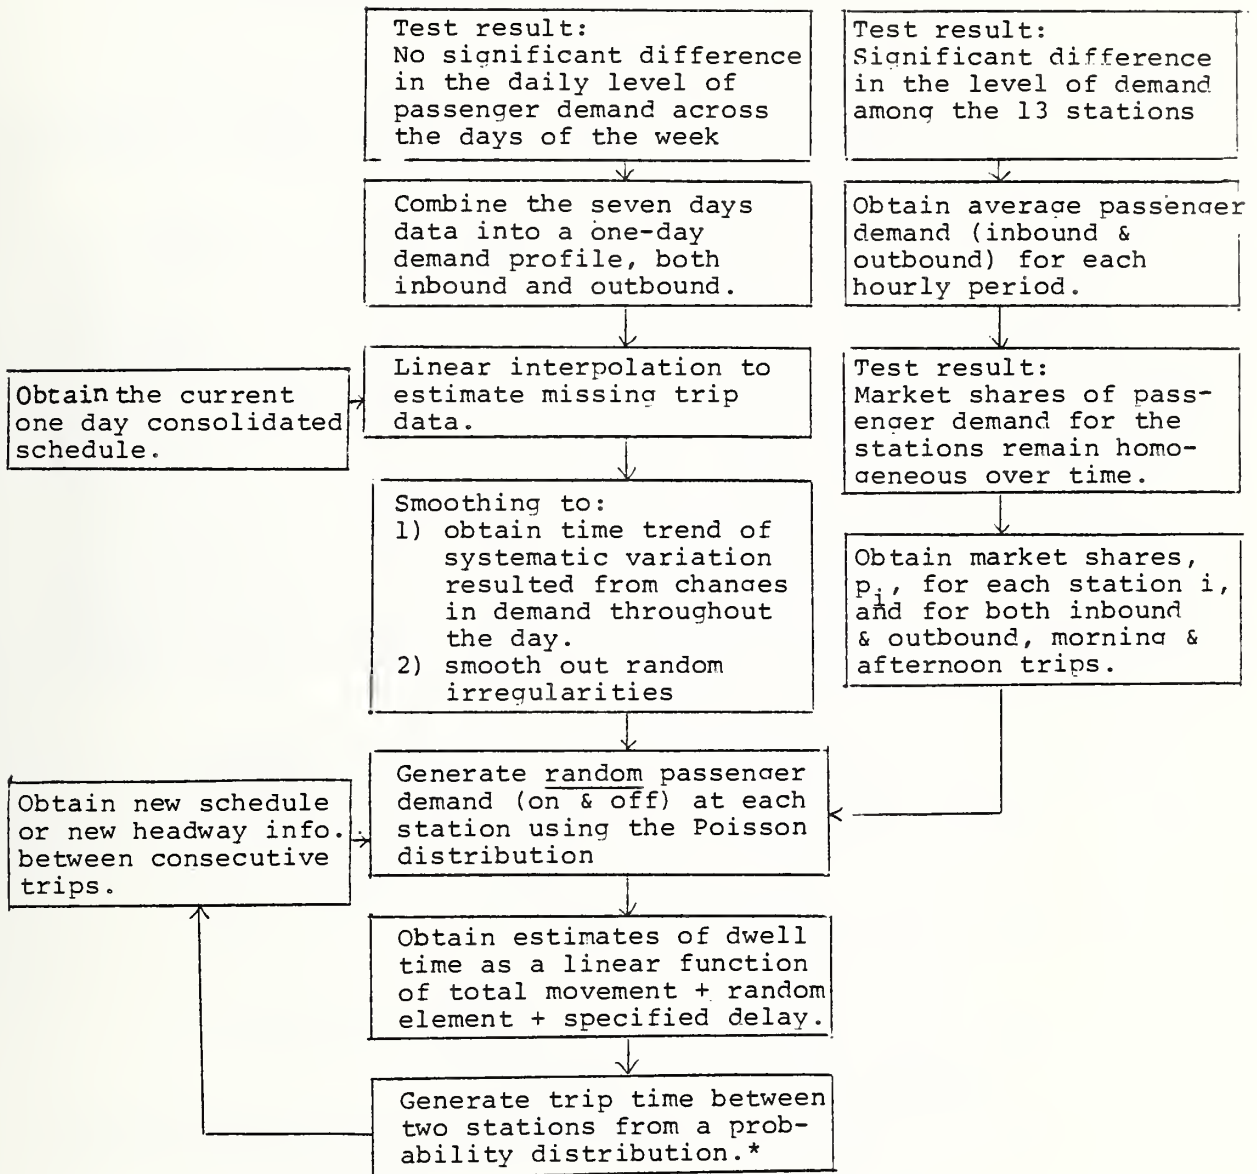 Test result:
No significant difference
in the daily level of
passenger demand across
the days of the week
Test result:
Significant difference
in the level of demand
among the 13 stations
Combine the seven days
data into a one-day
demand profile, both
inbound and outbound.
Obtain average passenger
demand (inbound &
outbound) for each
hourly period.
Obtain the current
one day consolidated
schedule.
Linear interpolation to
estimate missing trip
data.
Test result:
Market shares of pass-
enger demand for the
stations remain homo-
geneous over time.
Smoothing to:
1) obtain time trend of
systematic variation
resulted from changes
in demand throughout
the day.
2) smooth out random
irregularities
Obtain market shares,
pi, for each station i,
and for both inbound
& outbound, morning &
afternoon trips.
Obtain new schedule
or new headway info.
between consecutive
trips.
Generate random passenger
demand (on & off) at each
station using the Poisson
distribution
Obtain estimates of dwell
time as a linear function
of total movement + random
element + specified delay.
Generate trip time between
two stations from a prob-
ability distribution.*